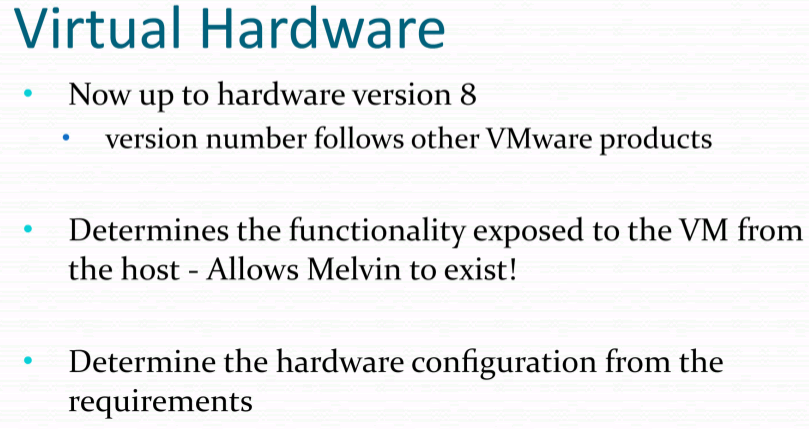 Virtual Hardware
Now up to hardware version 8
version number follows other VMware products
Determines the functionality exposed to the VM from
the host - Allows Melvin to exist!
Determine the hardware configuration from the
requirements